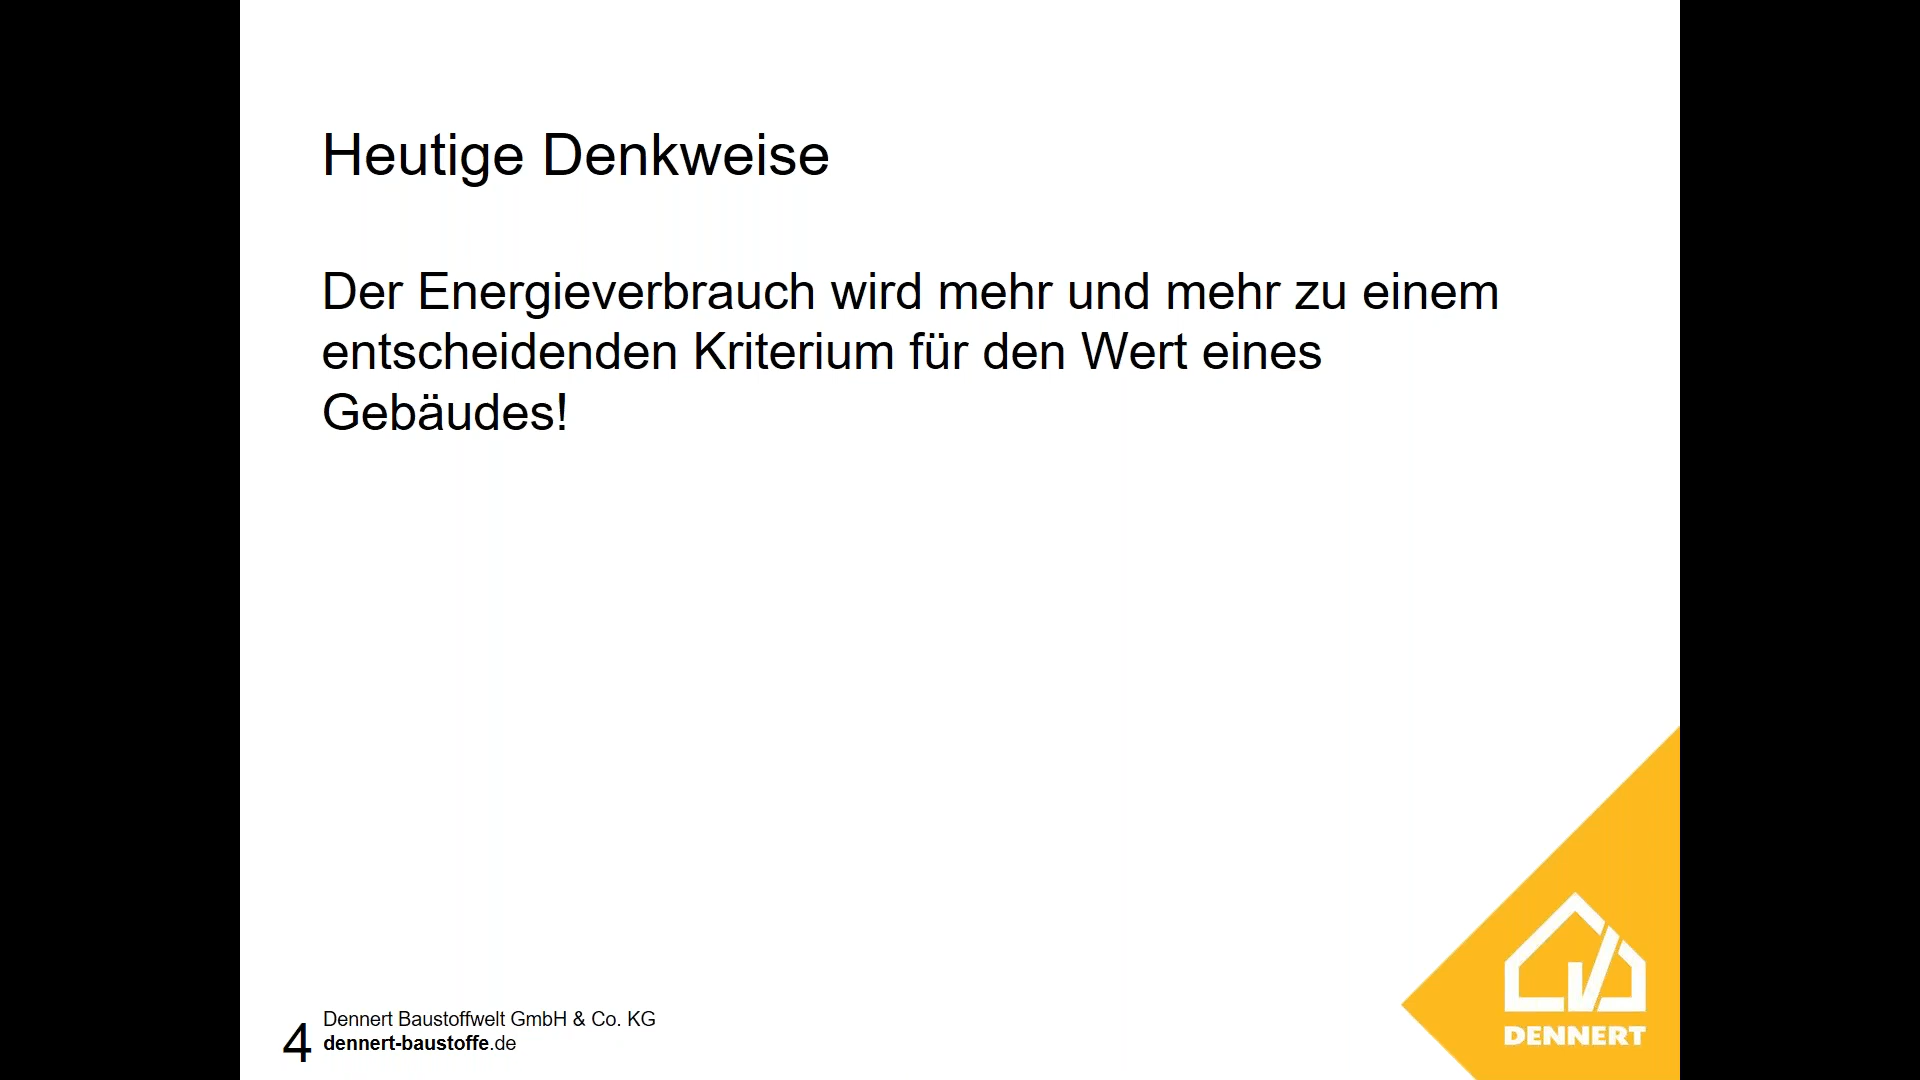 Heutige Denkweise
Der Energieverbrauch wird mehr und mehr zu einem
entscheidenden Kriterium für den Wert eines
Gebäudes!
4
Dennert Baustoffwelt GmbH & Co. KG
dennert-baustoffe.de
DENNERT